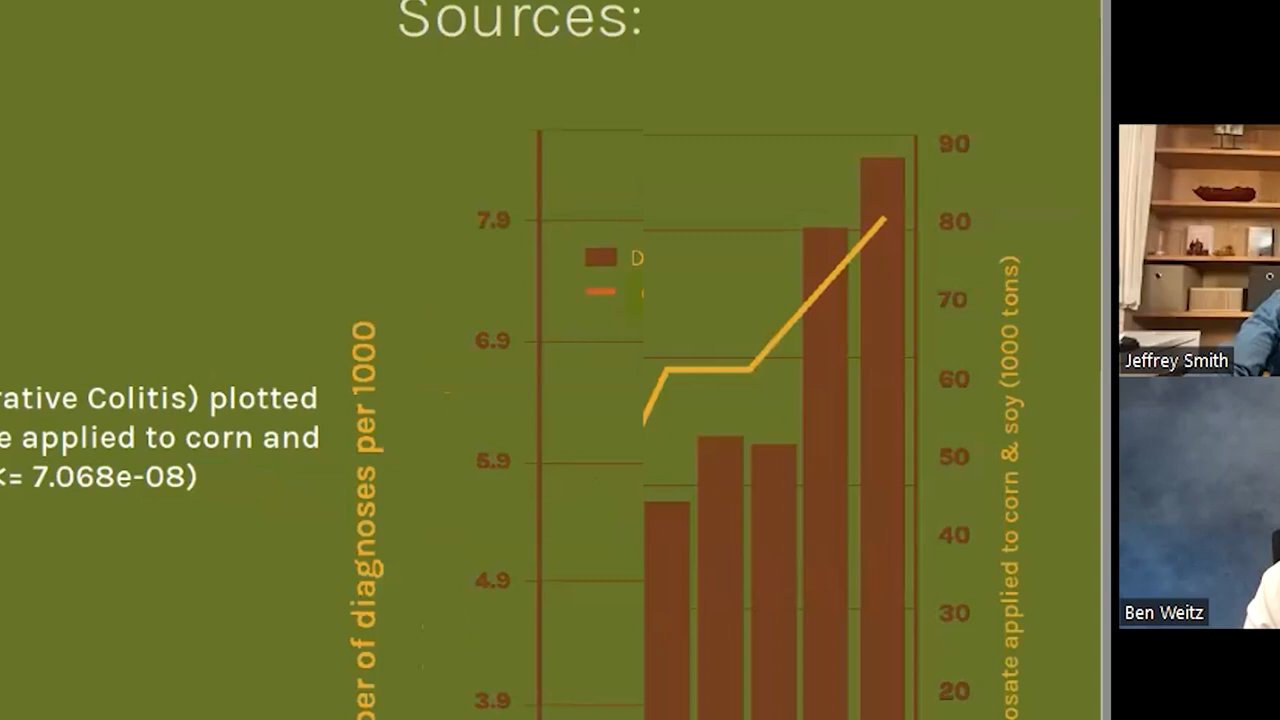 Sources:
rative Colitis) plotted
e applied to corn and
<= 7.068e-08)
ber of diagnoses per 1000
7.9
6.9
5.9
4.9
3.9
D
90
80
70
60
50
40
30
20
osate applied to corn & soy (1000 tons)
Jeffrey Smith
Ben Weitz